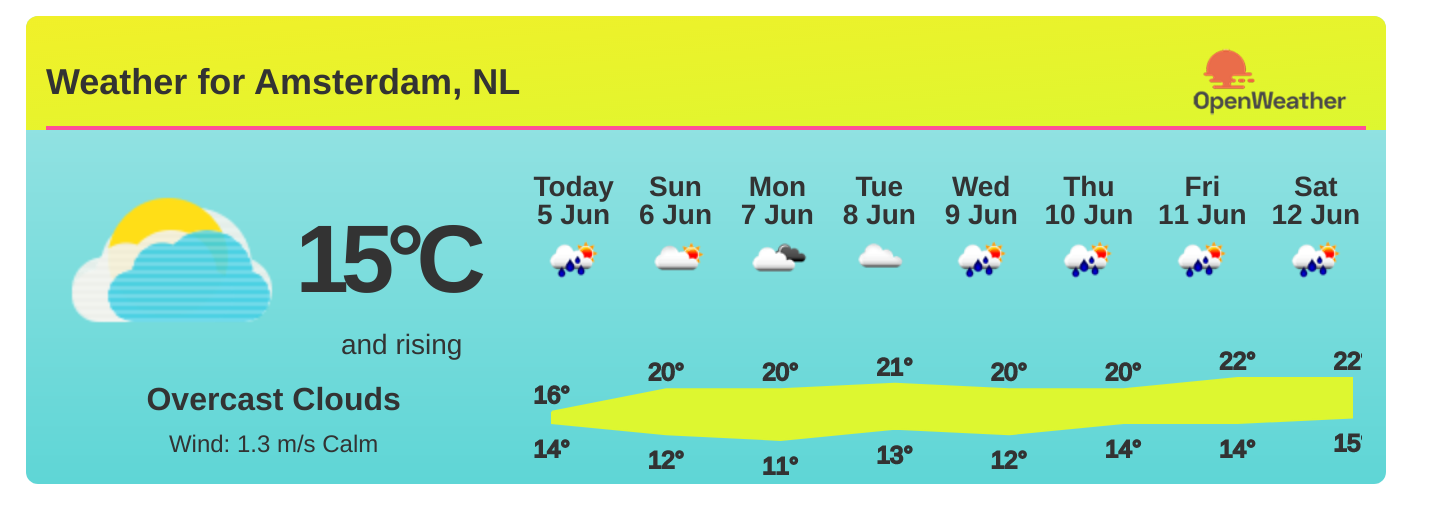 Weather for Amsterdam, NL
OpenWeather
15°C
and rising
Overcast Clouds
Wind: 1.3 m/s Calm
Today Sun Mon Tue Wed Thu Fri Sat
5 Jun 6 Jun 7 Jun 8 Jun 9 Jun 10 Jun 11 Jun 12 Jun
16° 20° 20° 21° 20° 20° 22° 22
14° 12° 11° 13° 12° 14° 14° 15